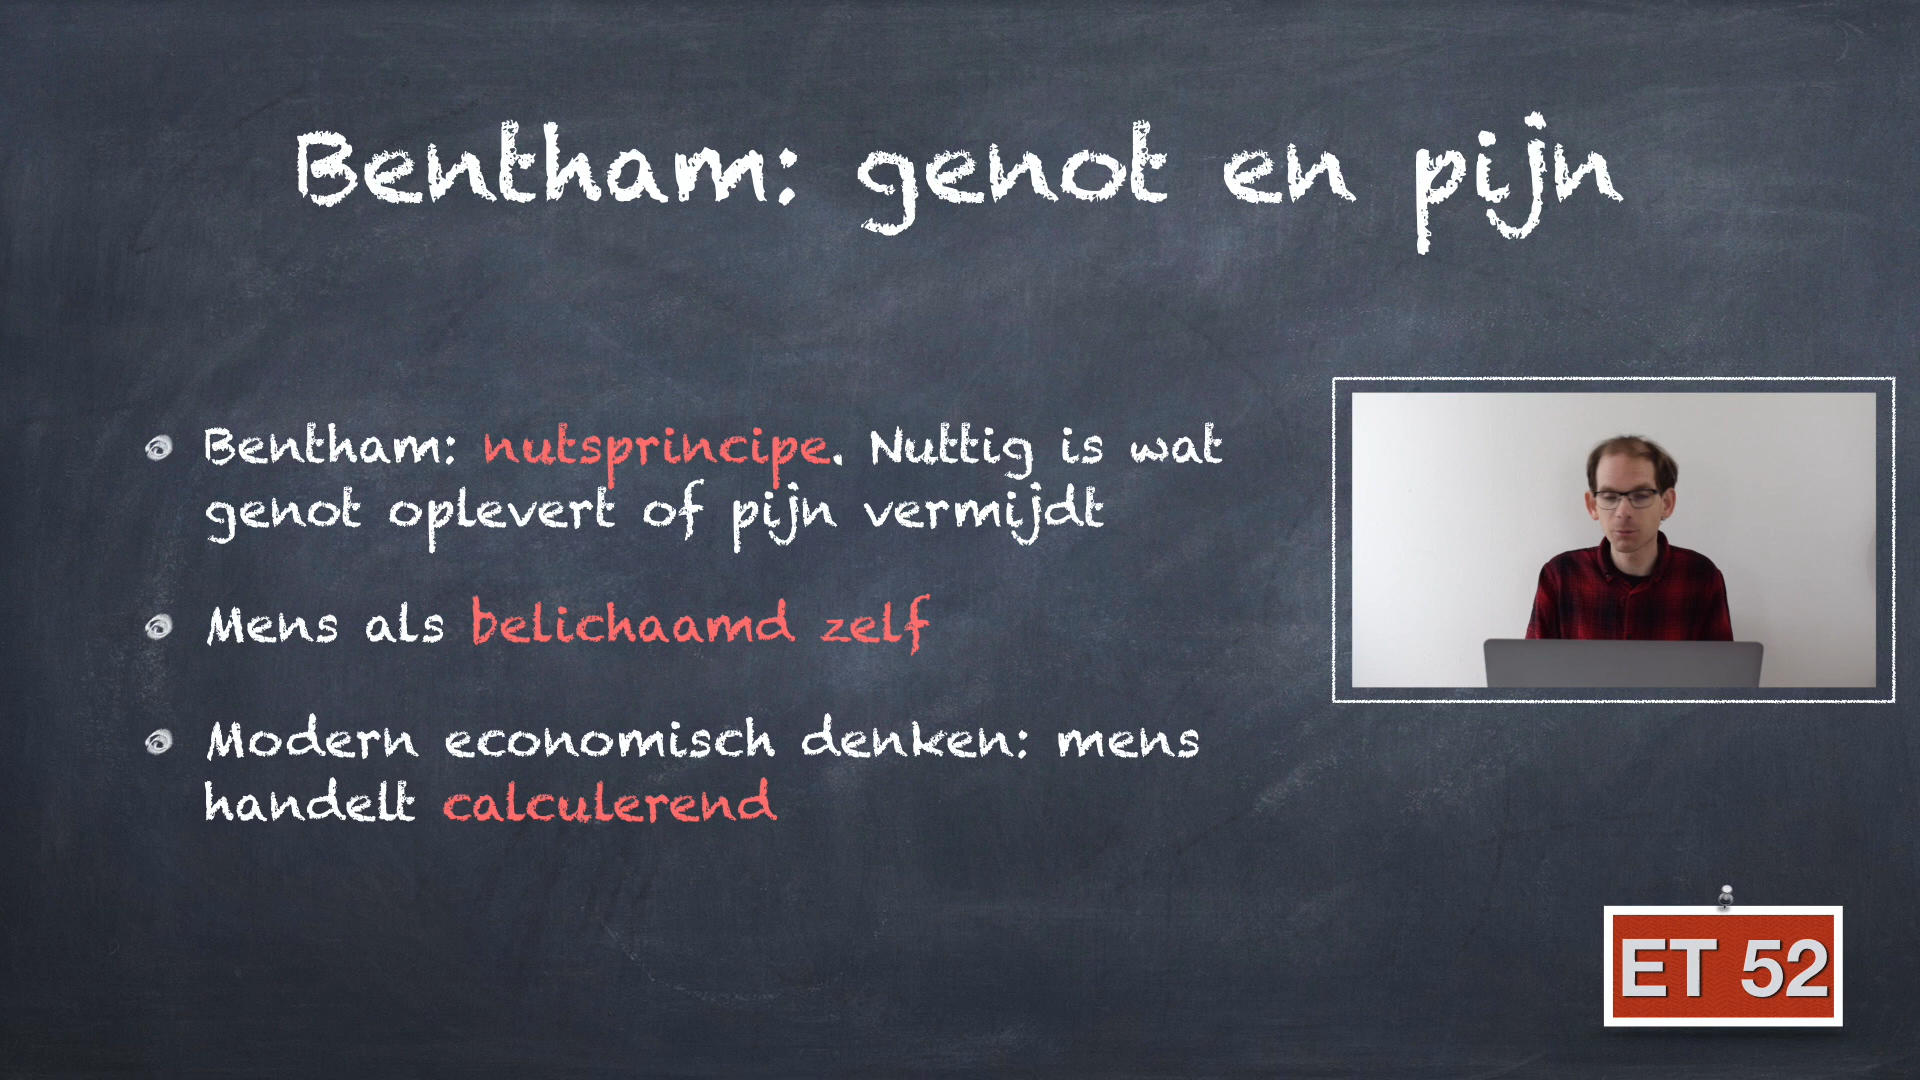 Bentham: genot en pijn
Bentham: nutsprincipe. Nuttig is wat
genot oplevert of pijn vermijdt
Mens als belichaamd zelf
Modern economisch denken: mens
handelt calculerend
ET 52